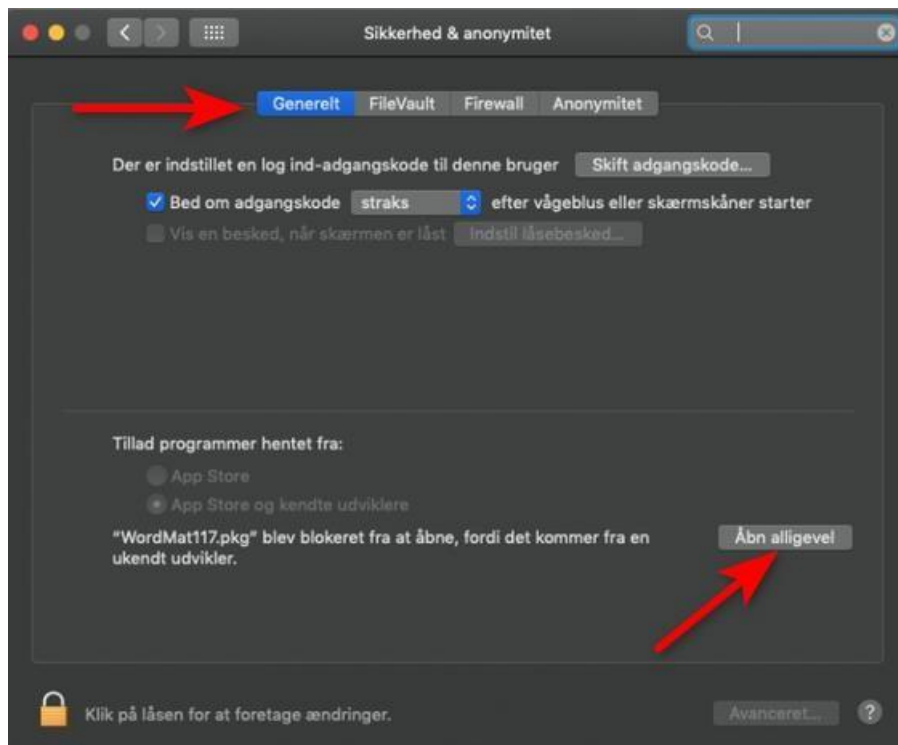 Sikkerhed & anonymitet
Generelt FileVault Firewall Anonymitet
Der er indstillet en log ind-adgangskode til denne bruger Skift adgangskode...
Bed om adgangskode straks efter vågeblus eller skærmskåner starter
Vis en besked, når skærmen er låst Indstil låsebesked...
Tillad programmer hentet fra:
App Store
App Store og kendte udviklere
"WordMat117.pkg" blev blokeret fra at åbne, fordi det kommer fra en
ukendt udvikler.
Åbn alligevel
Klik på låsen for at foretage ændringer.
Avanceret... ?